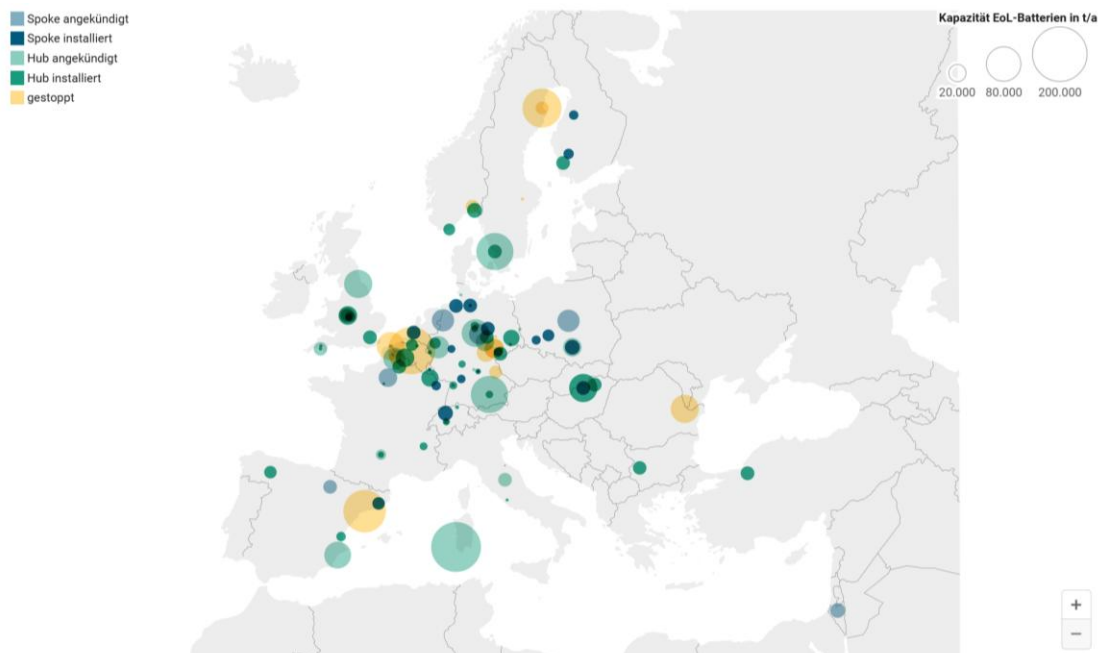 Spoke angekündigt
Spoke installiert
Hub angekündigt
Hub installiert
gestoppt
Kapazität EoL-Batterien in t/a
20.000 80.000 200.000
+
−